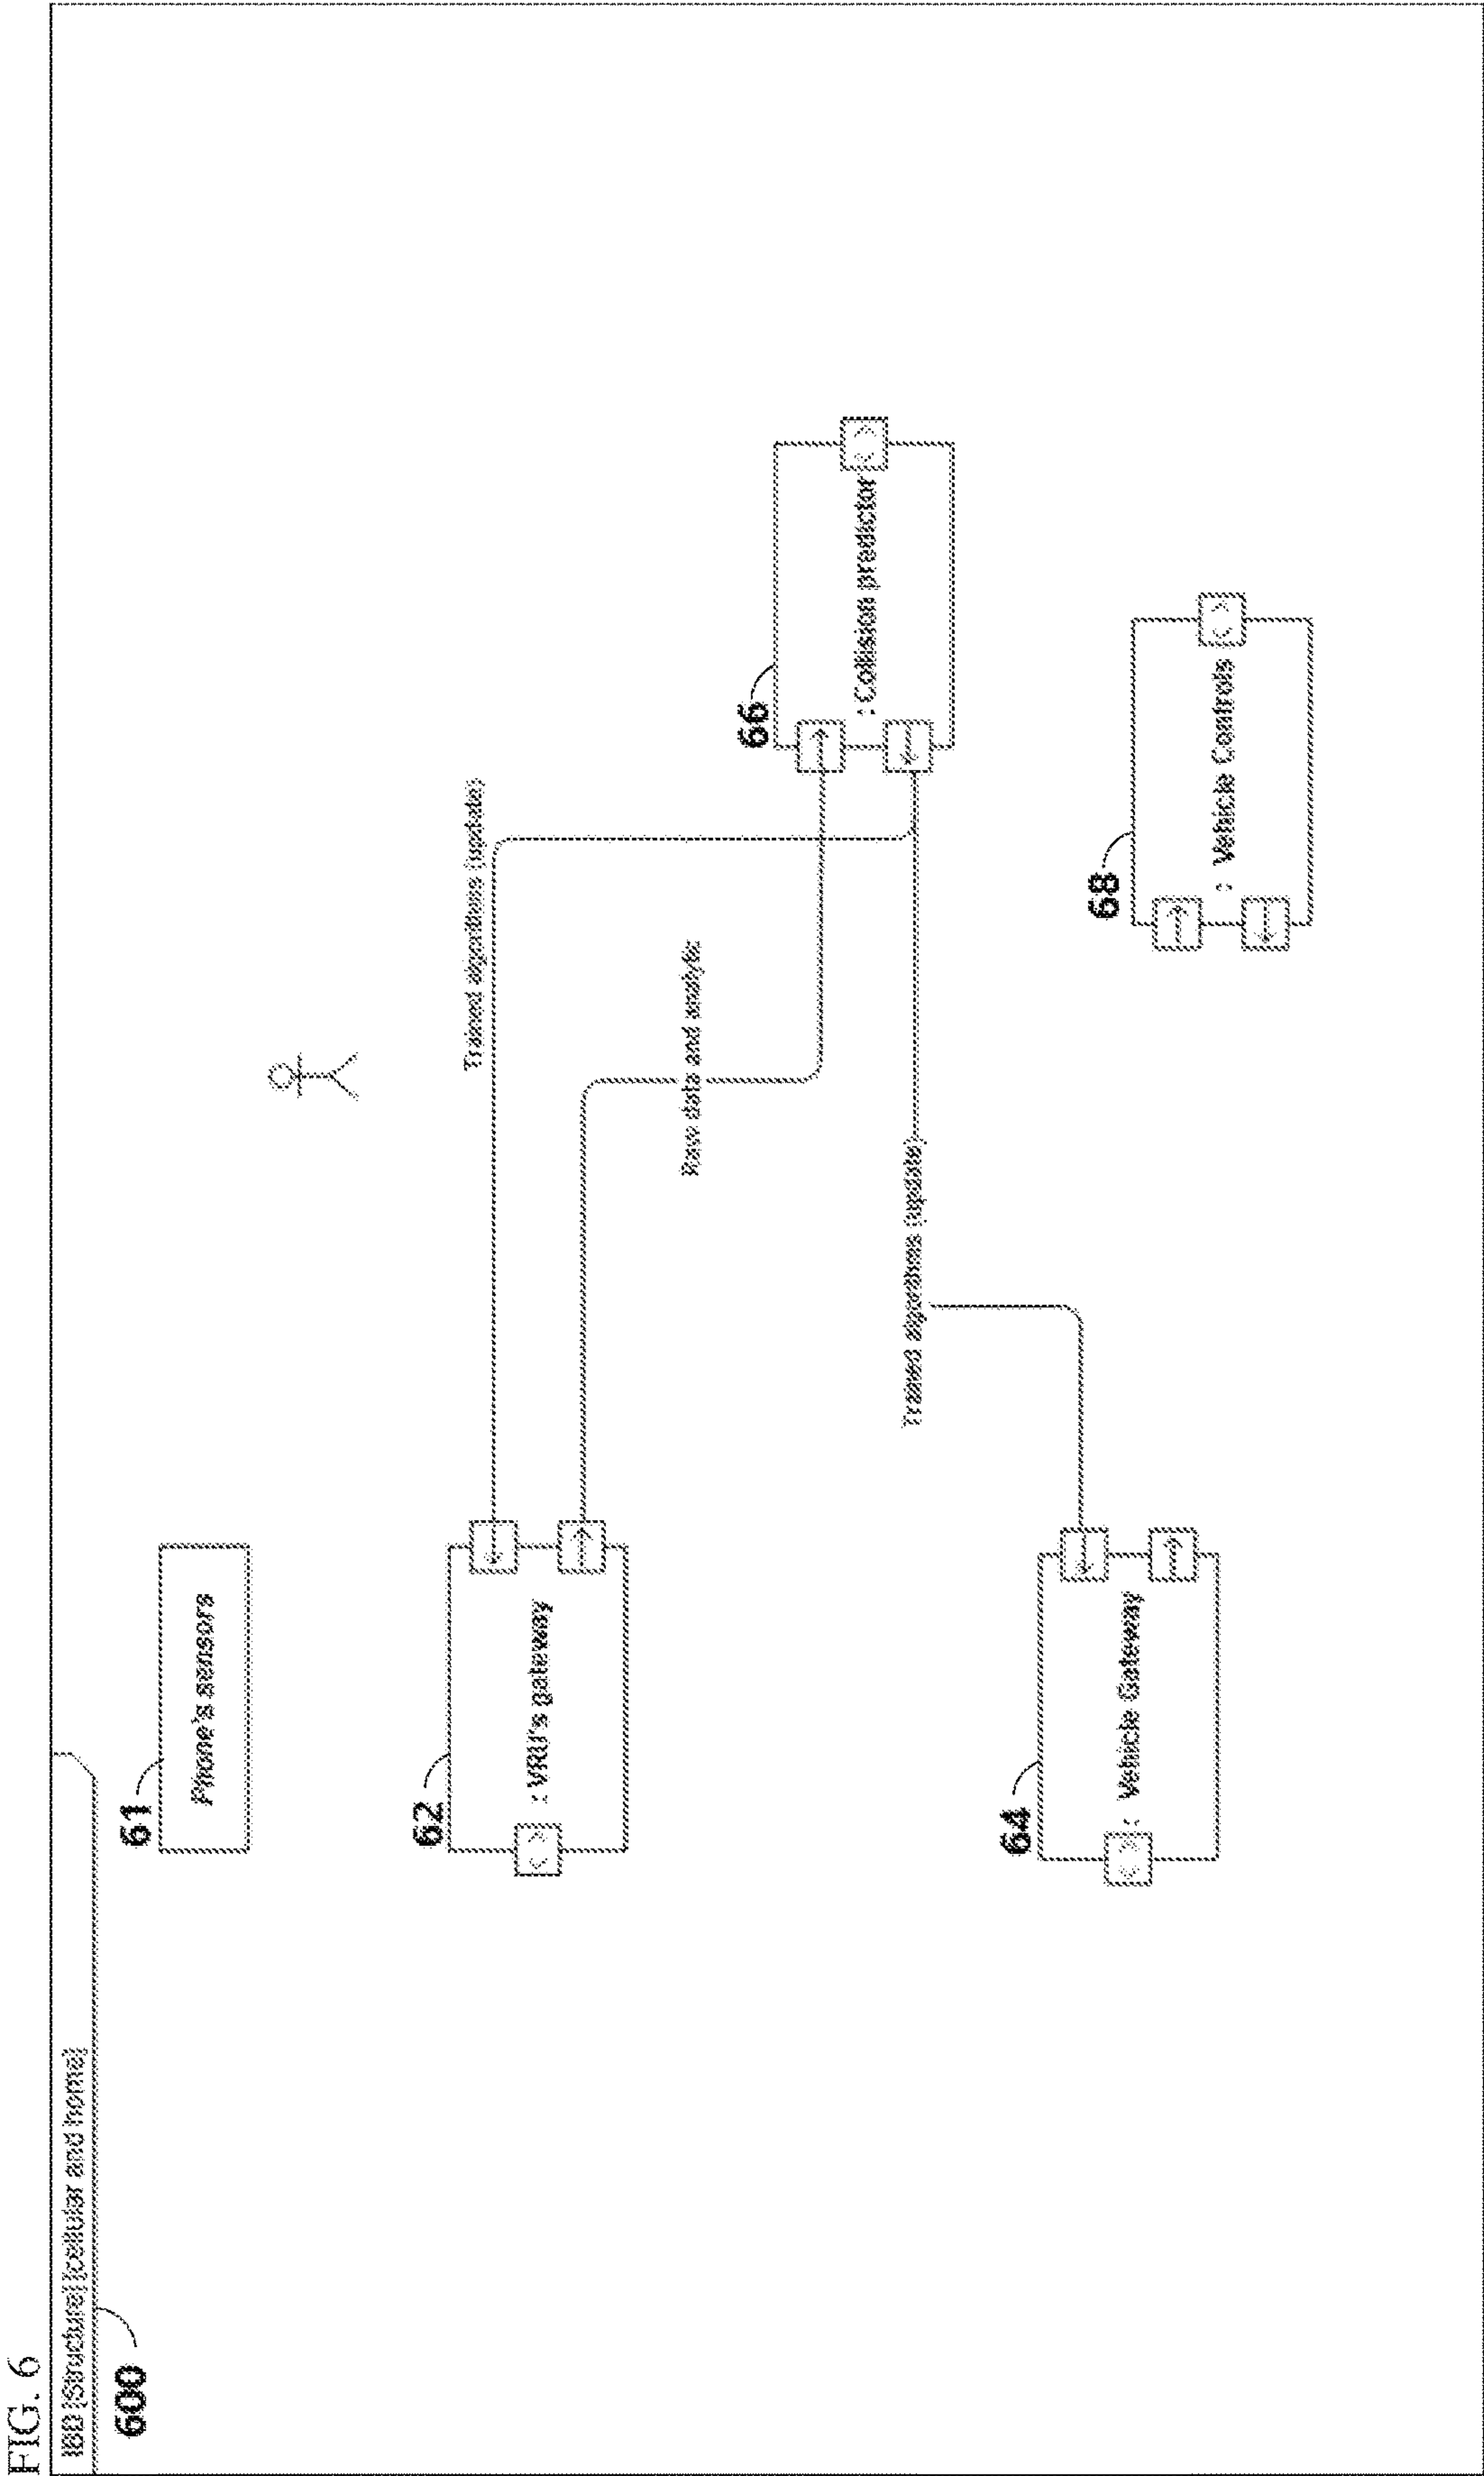 FIG. 6
IBD [Structure] [cellular and home]
600
61
Phone's sensors
62
: VRU's gateway
Trained algorithms (update)
Raw data and analytic
66
: Collision predictor
Trained algorithms (update)
64
: Vehicle Gateway
68
: Vehicle Controls